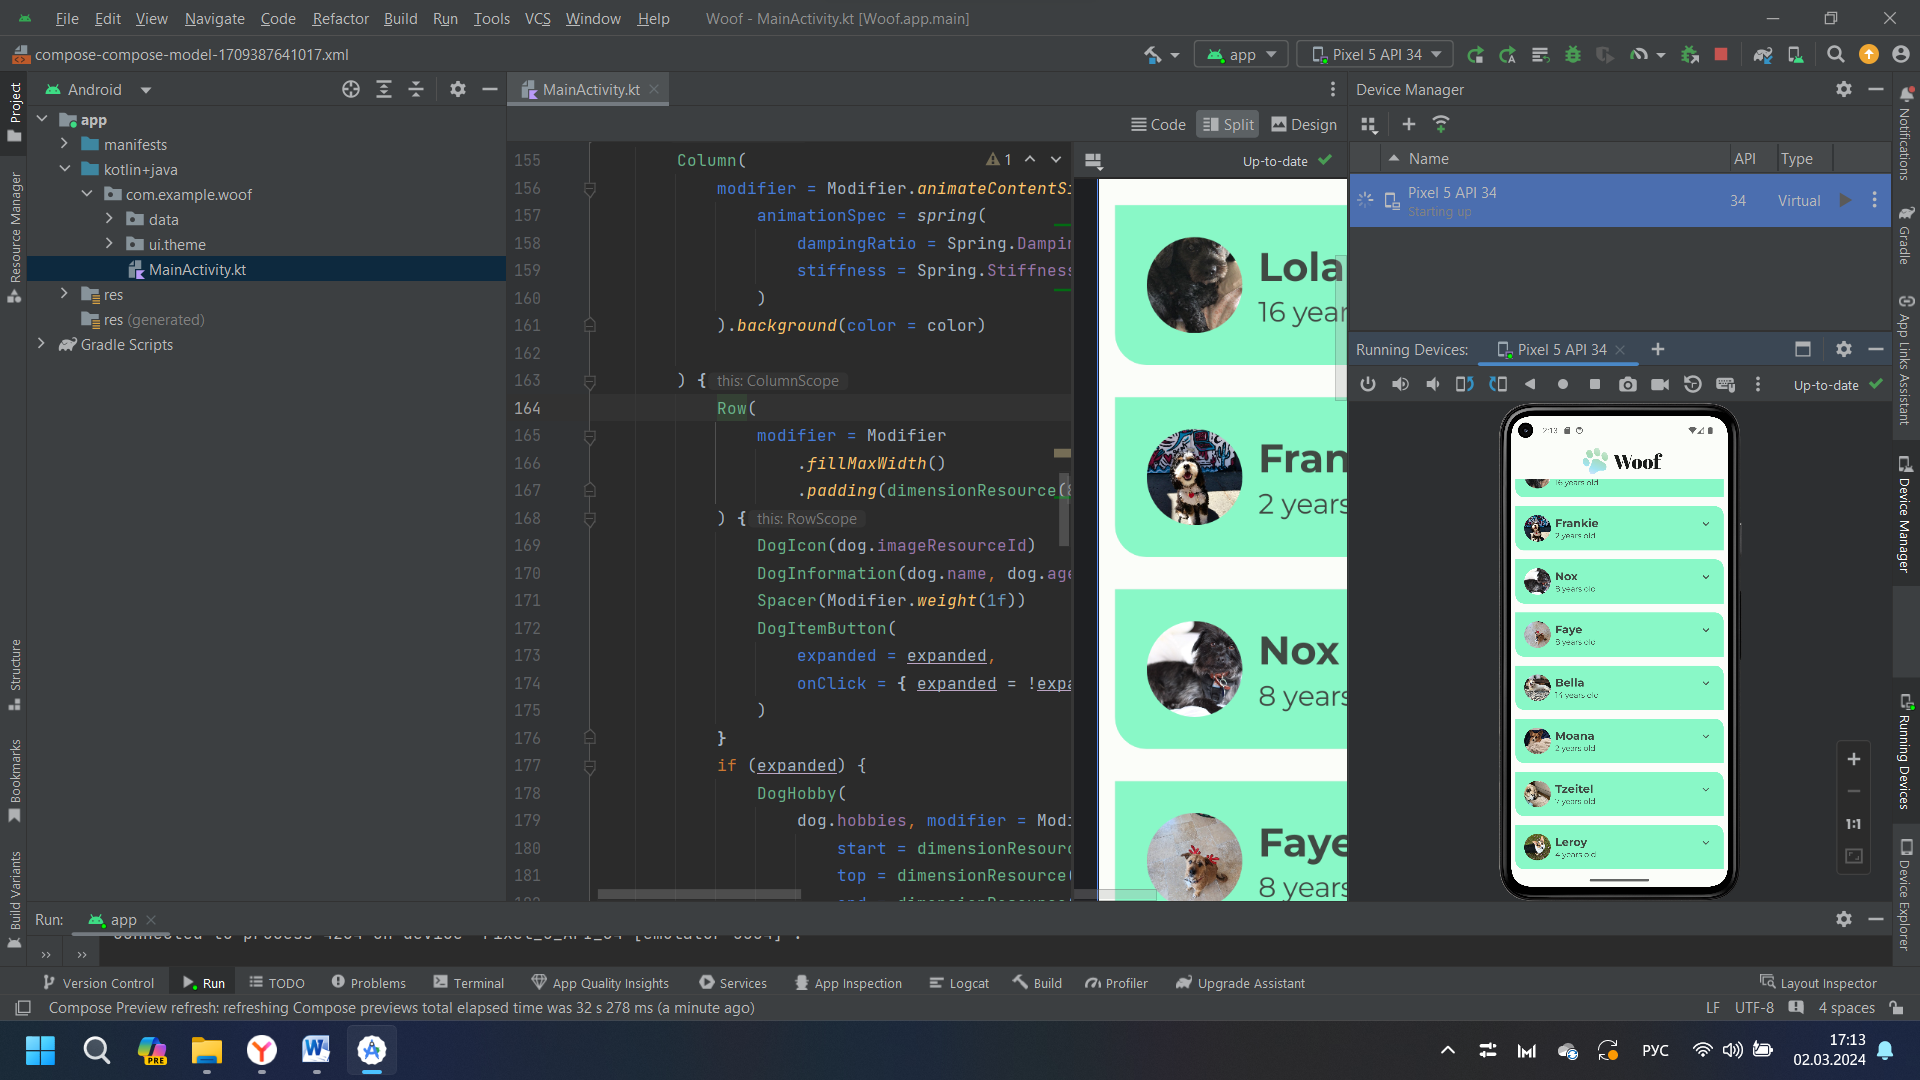 File Edit View Navigate Code Refactor Build Run Tools VCS Window Help Woof - MainActivity.kt [Woof.app.main]
compose-compose-model-1709387641017.xml app Pixel 5 API 34
Android
MainActivity.kt
Device Manager
Code Split Design
Project
Resource Manager
Structure
Bookmarks
Build Variants
app
manifests
kotlin+java
com.example.woof
data
ui.theme
MainActivity.kt
res
res (generated)
Gradle Scripts
1
155 Column(
156 modifier = Modifier.animateContentSi
157 animationSpec = spring(
158 dampingRatio = Spring.Dampin
159 stiffness = Spring.Stiffness
160 )
161 ).background(color = color)
162
163 ) { this: ColumnScope
164 Row(
165 modifier = Modifier
166 .fillMaxWidth()
167 .padding(dimensionResource(
168 ) { this: RowScope
169 DogIcon(dog.imageResourceId)
170 DogInformation(dog.name, dog.age
171 Spacer(Modifier.weight(1f))
172 DogItemButton(
173 expanded = expanded,
174 onClick = { expanded = !expa
175 )
176 }
177 if (expanded) {
178 DogHobby(
179 dog.hobbies, modifier = Modi
180 start = dimensionResourc
181 top = dimensionResource(
Up-to-date
Lola
16 year
Fran
2 years
Nox
8 years
Faye
8 years
Name API Type
Pixel 5 API 34
Starting up
34 Virtual
Running Devices: Pixel 5 API 34
Up-to-date
2:13
Woof
16 years old
Frankie
2 years old
Nox
8 years old
Faye
8 years old
Bella
14 years old
Moana
2 years old
Tzeitel
7 years old
Leroy
4 years old
1:1
Notifications
Gradle
App Links Assistant
Device Manager
Running Devices
Device Explorer
Run: app
Version Control Run TODO Problems Terminal App Quality Insights Services App Inspection Logcat Build Profiler Upgrade Assistant Layout Inspector
Compose Preview refresh: refreshing Compose previews total elapsed time was 32 s 278 ms (a minute ago) LF UTF-8 4 spaces
PRE
РУС
17:13
02.03.2024